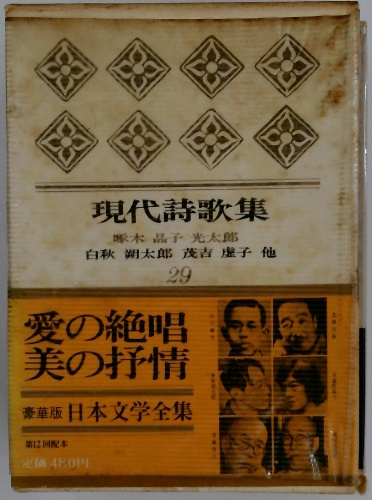 現代詩歌集
啄木 晶子 光太郎
白秋 朔太郎 茂吉 虚子 他
29
愛の絶唱
美の抒情
豪華版 日本文学全集
第12回配本
定価480円